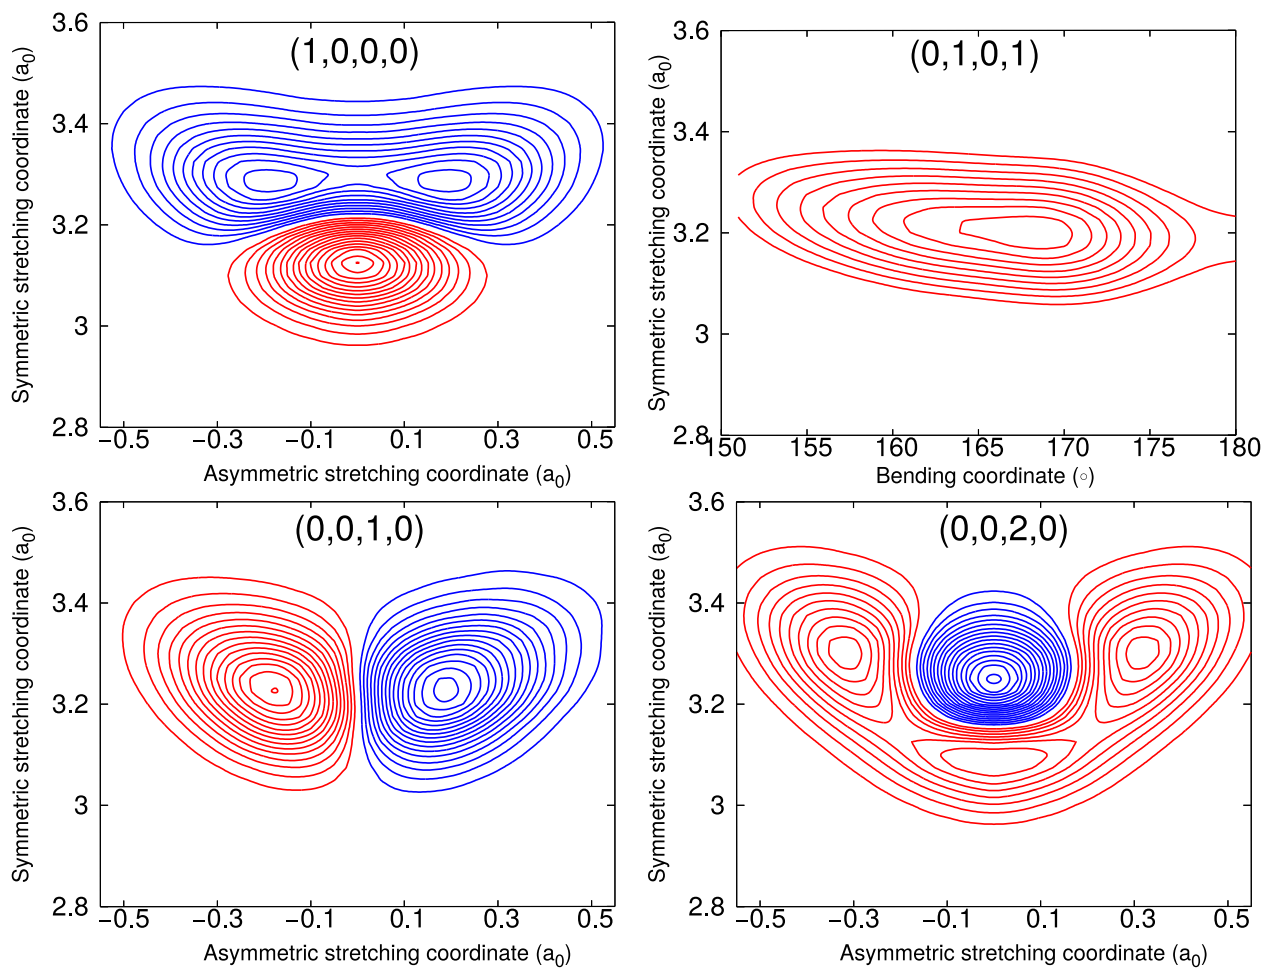 (1,0,0,0)
Symmetric stretching coordinate (a₀)
3.6
3.4
3.2
3
2.8
−0.5 −0.3 −0.1 0.1 0.3 0.5
Asymmetric stretching coordinate (a₀)
(0,1,0,1)
Symmetric stretching coordinate (a₀)
3.6
3.4
3.2
3
2.8
150 155 160 165 170 175 180
Bending coordinate (○)
(0,0,1,0)
Symmetric stretching coordinate (a₀)
3.6
3.4
3.2
3
2.8
−0.5 −0.3 −0.1 0.1 0.3 0.5
Asymmetric stretching coordinate (a₀)
(0,0,2,0)
Symmetric stretching coordinate (a₀)
3.6
3.4
3.2
3
2.8
−0.5 −0.3 −0.1 0.1 0.3 0.5
Asymmetric stretching coordinate (a₀)